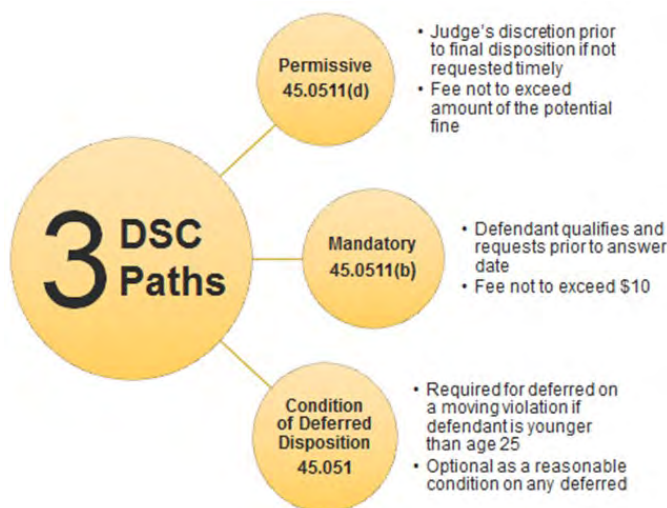 3 DSC
Paths
Permissive
45.0511(d)
• Judge's discretion prior
to final disposition if not
requested timely
• Fee not to exceed
amount of the potential
fine
Mandatory
45.0511(b)
• Defendant qualifies and
requests prior to answer
date
• Fee not to exceed $10
Condition
of Deferred
Disposition
45.051
• Required for deferred on
a moving violation if
defendant is younger
than age 25
• Optional as a reasonable
condition on any deferred